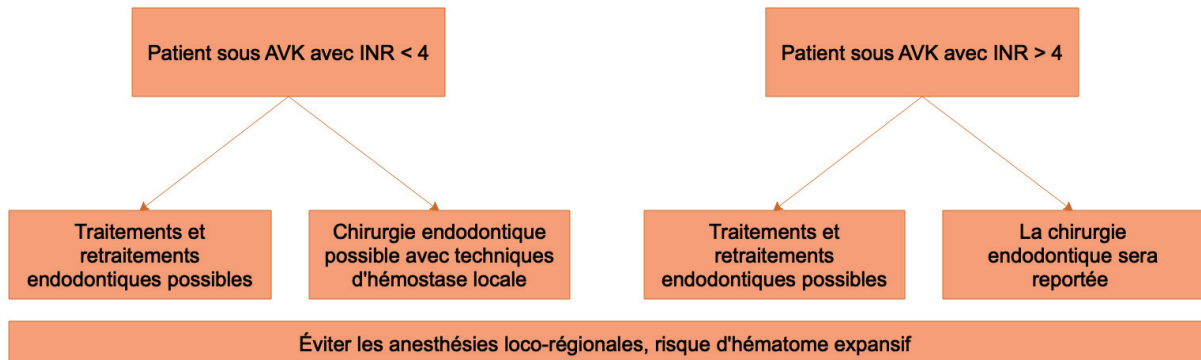 Patient sous AVK avec INR < 4
Patient sous AVK avec INR > 4
Traitements et
retraitements
endodontiques possibles
Chirurgie endodontique
possible avec techniques
d'hémostase locale
Traitements et
retraitements
endodontiques possibles
La chirurgie
endodontique sera
reportée
Éviter les anesthésies loco-régionales, risque d'hématome expansif